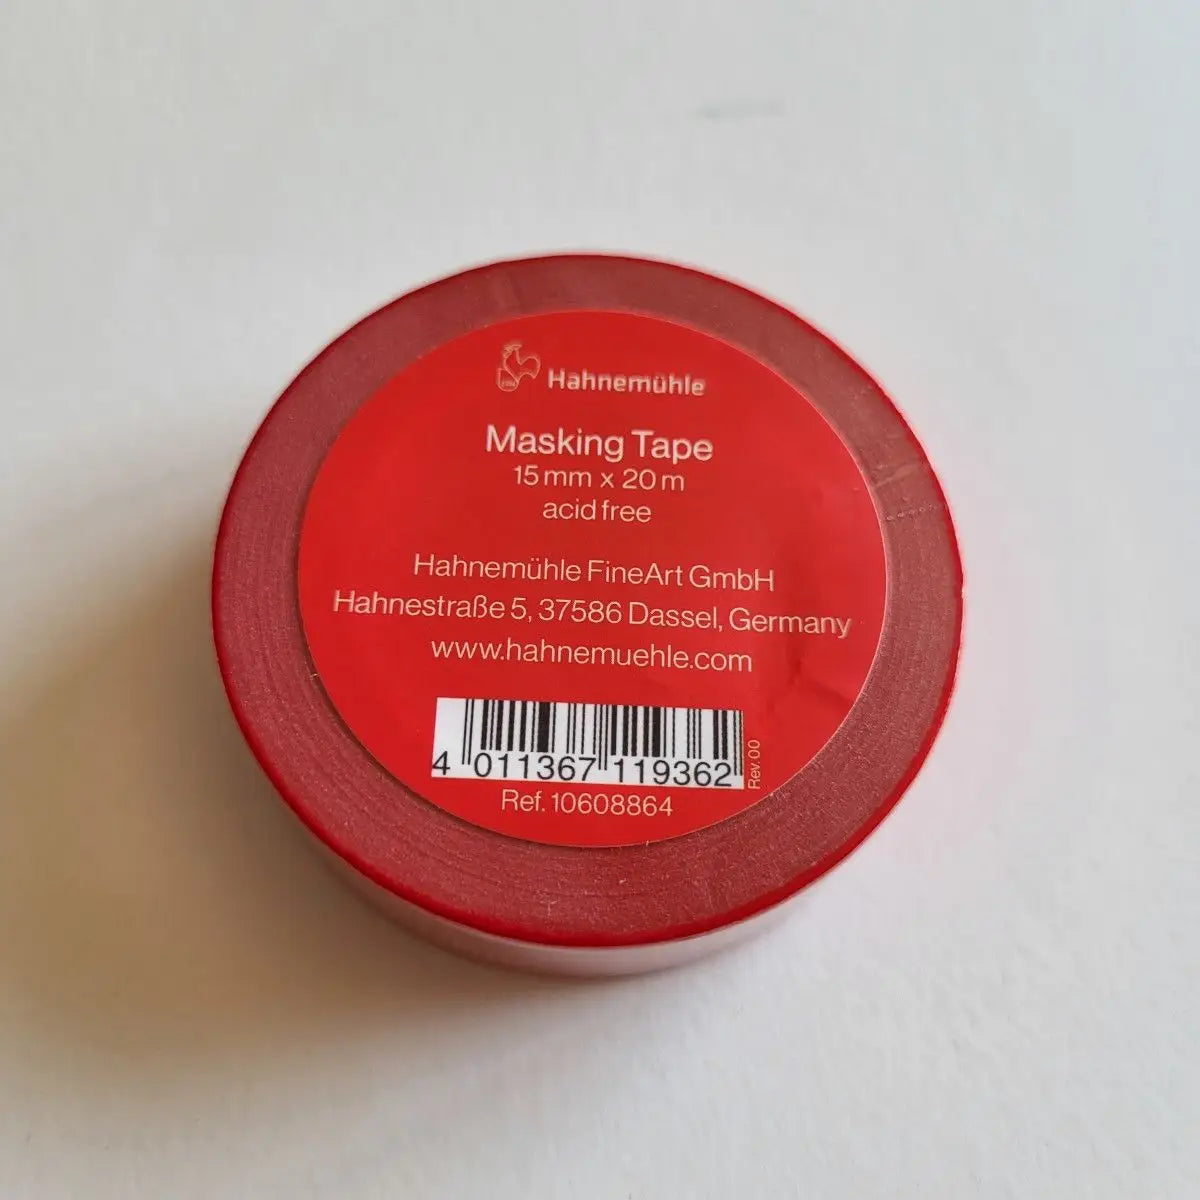 Hahnemühle
Masking Tape
15 mm x 20 m
acid free
Hahnemühle FineArt GmbH
Hahnestraße 5, 37586 Dassel, Germany
www.hahnemuehle.com
4 011367 119362
Rev.00
Ref. 10608864